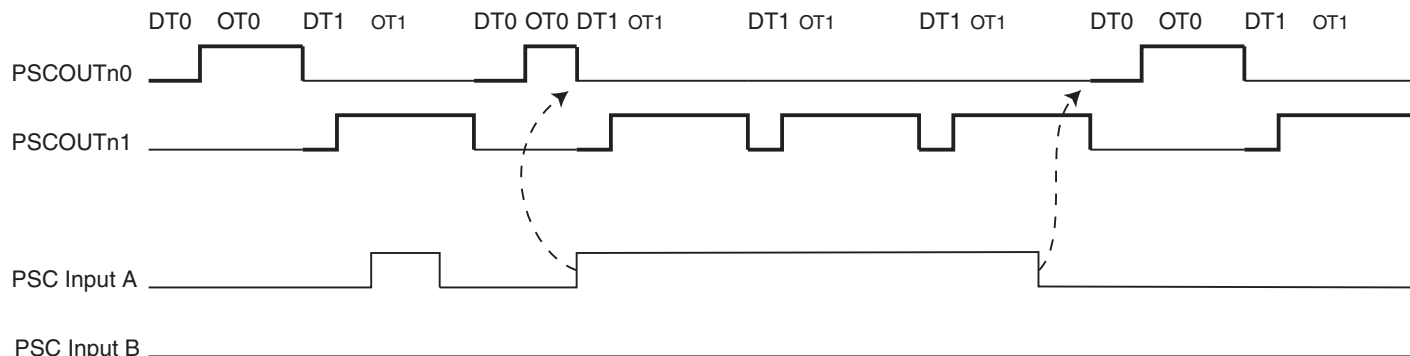 DT0 OT0 DT1 OT1 DT0 OT0 DT1 OT1 DT1 OT1 DT1 OT1 DT0 OT0 DT1 OT1
PSCOUTn0
PSCOUTn1
PSC Input A
PSC Input B